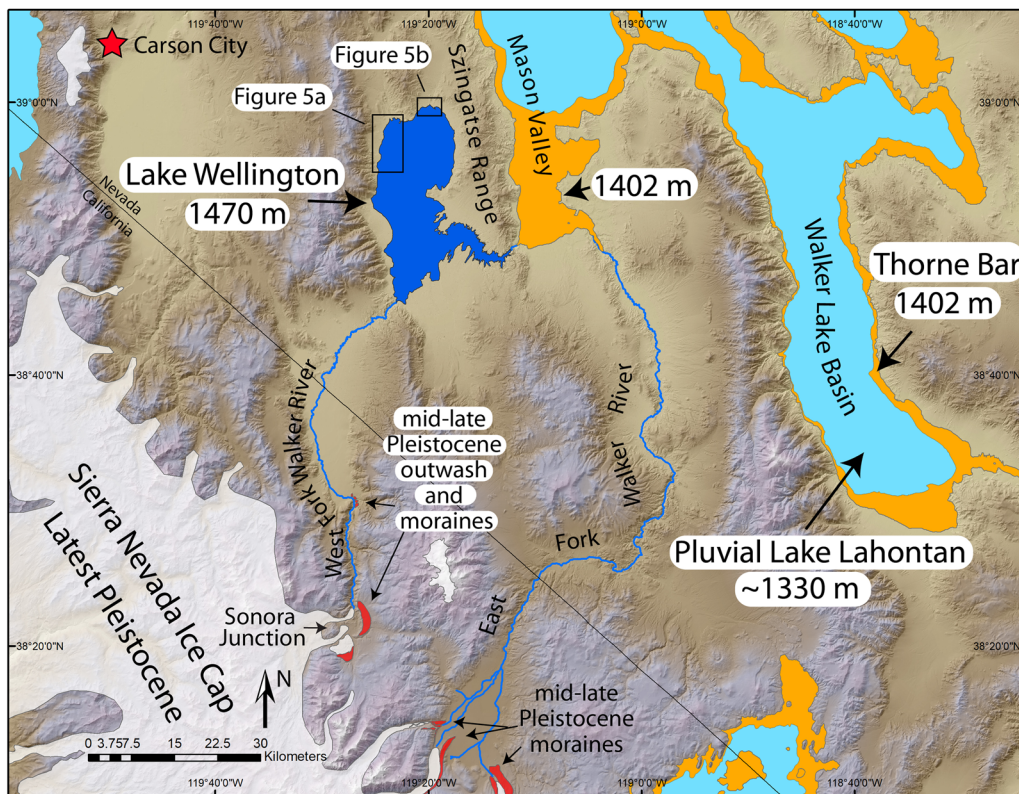 119°40'0"W
119°20'0"W
119°0'0"W
118°40'0"W
Carson City
Figure 5b
Figure 5a
Szingatse Range
Mason Valley
39°0'0"N
39°0'0"N
Lake Wellington
1470 m
1402 m
Nevada
California
Thorne Bar
1402 m
Walker Lake Basin
38°40'0"N
38°40'0"N
West Fork Walker River
mid-late
Pleistocene
outwash
and
moraines
East Fork Walker River
Pluvial Lake Lahontan
~1330 m
Sierra Nevada Ice Cap
Latest Pleistocene
Sonora
Junction
38°20'0"N
38°20'0"N
N
mid-late
Pleistocene
moraines
0 3.75 7.5 15 22.5 30
Kilometers
119°40'0"W
119°20'0"W
119°0'0"W
118°40'0"W